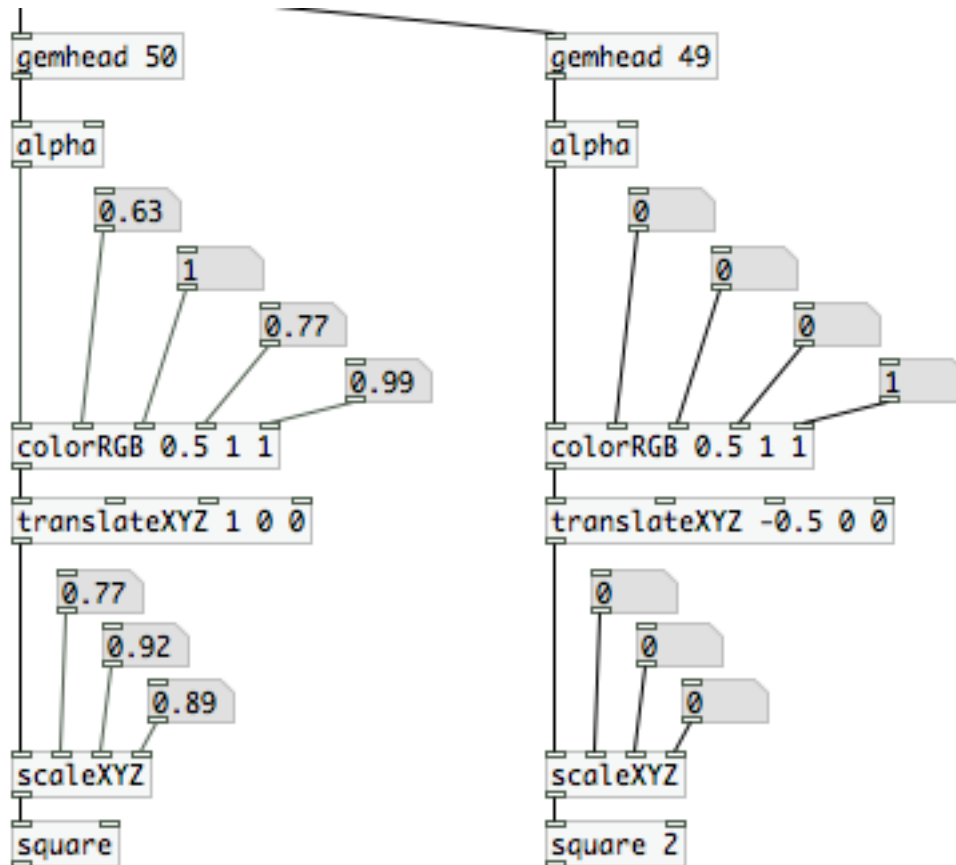 gemhead 50
alpha
0.63
1
0.77
0.99
colorRGB 0.5 1 1
translateXYZ 1 0 0
0.77
0.92
0.89
scaleXYZ
square
gemhead 49
alpha
0
0
0
1
colorRGB 0.5 1 1
translateXYZ -0.5 0 0
0
0
0
scaleXYZ
square 2